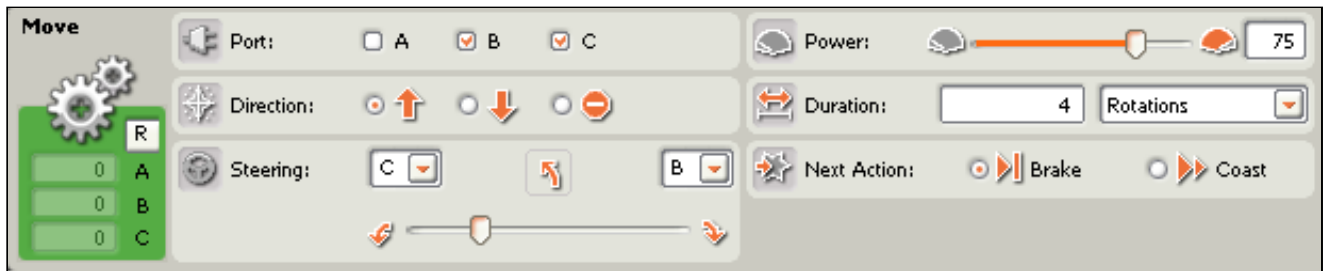 Move
Port: A B C
Power: 75
Direction:
Duration: 4 Rotations
R
Steering: C B
Next Action: Brake Coast
0 A
0 B
0 C